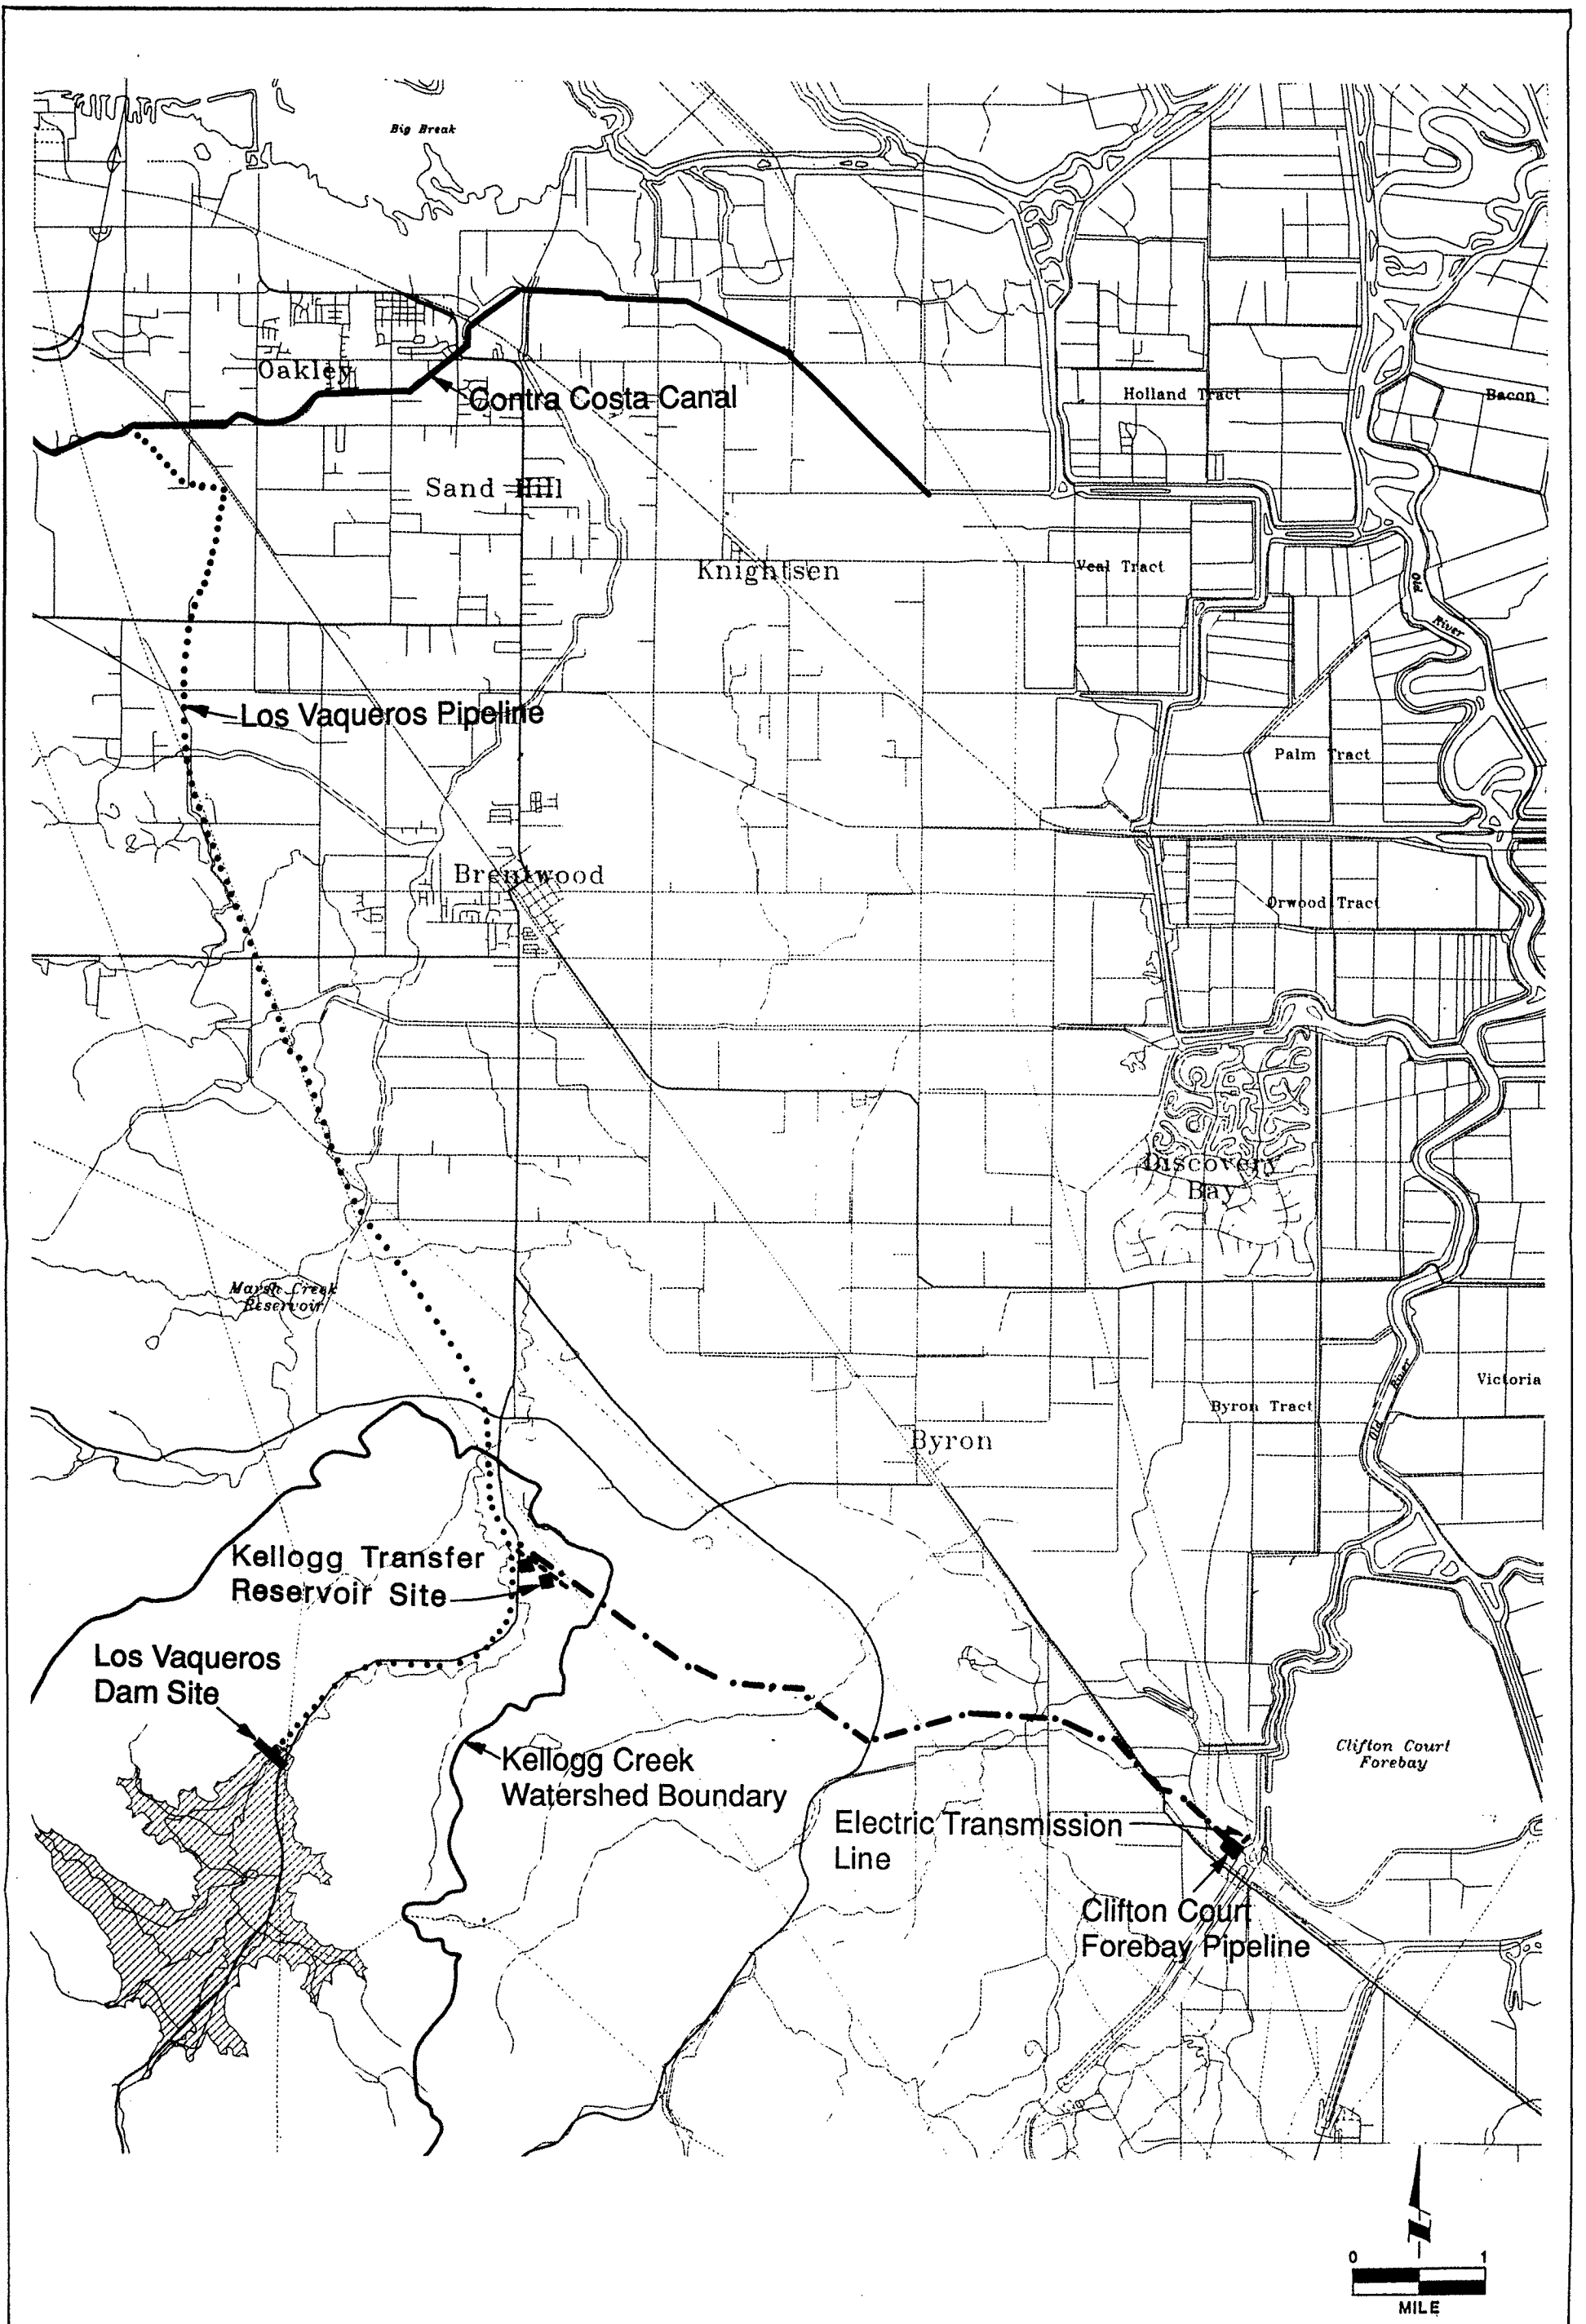 Big Break
Oakley
Contra Costa Canal
Holland Tract
Bacon
Sand Hill
Knightsen
Veal Tract
Old
River
Los Vaqueros Pipeline
Palm Tract
Brentwood
Orwood Tract
Discovery
Bay
Marsh Creek
Reservoir
Victoria
River
Old
Byron Tract
Byron
Kellogg Transfer
Reservoir Site
Los Vaqueros
Dam Site
Clifton Court
Forebay
Kellogg Creek
Watershed Boundary
Electric Transmission
Line
Clifton Court
Forebay Pipeline
N
0 1
MILE